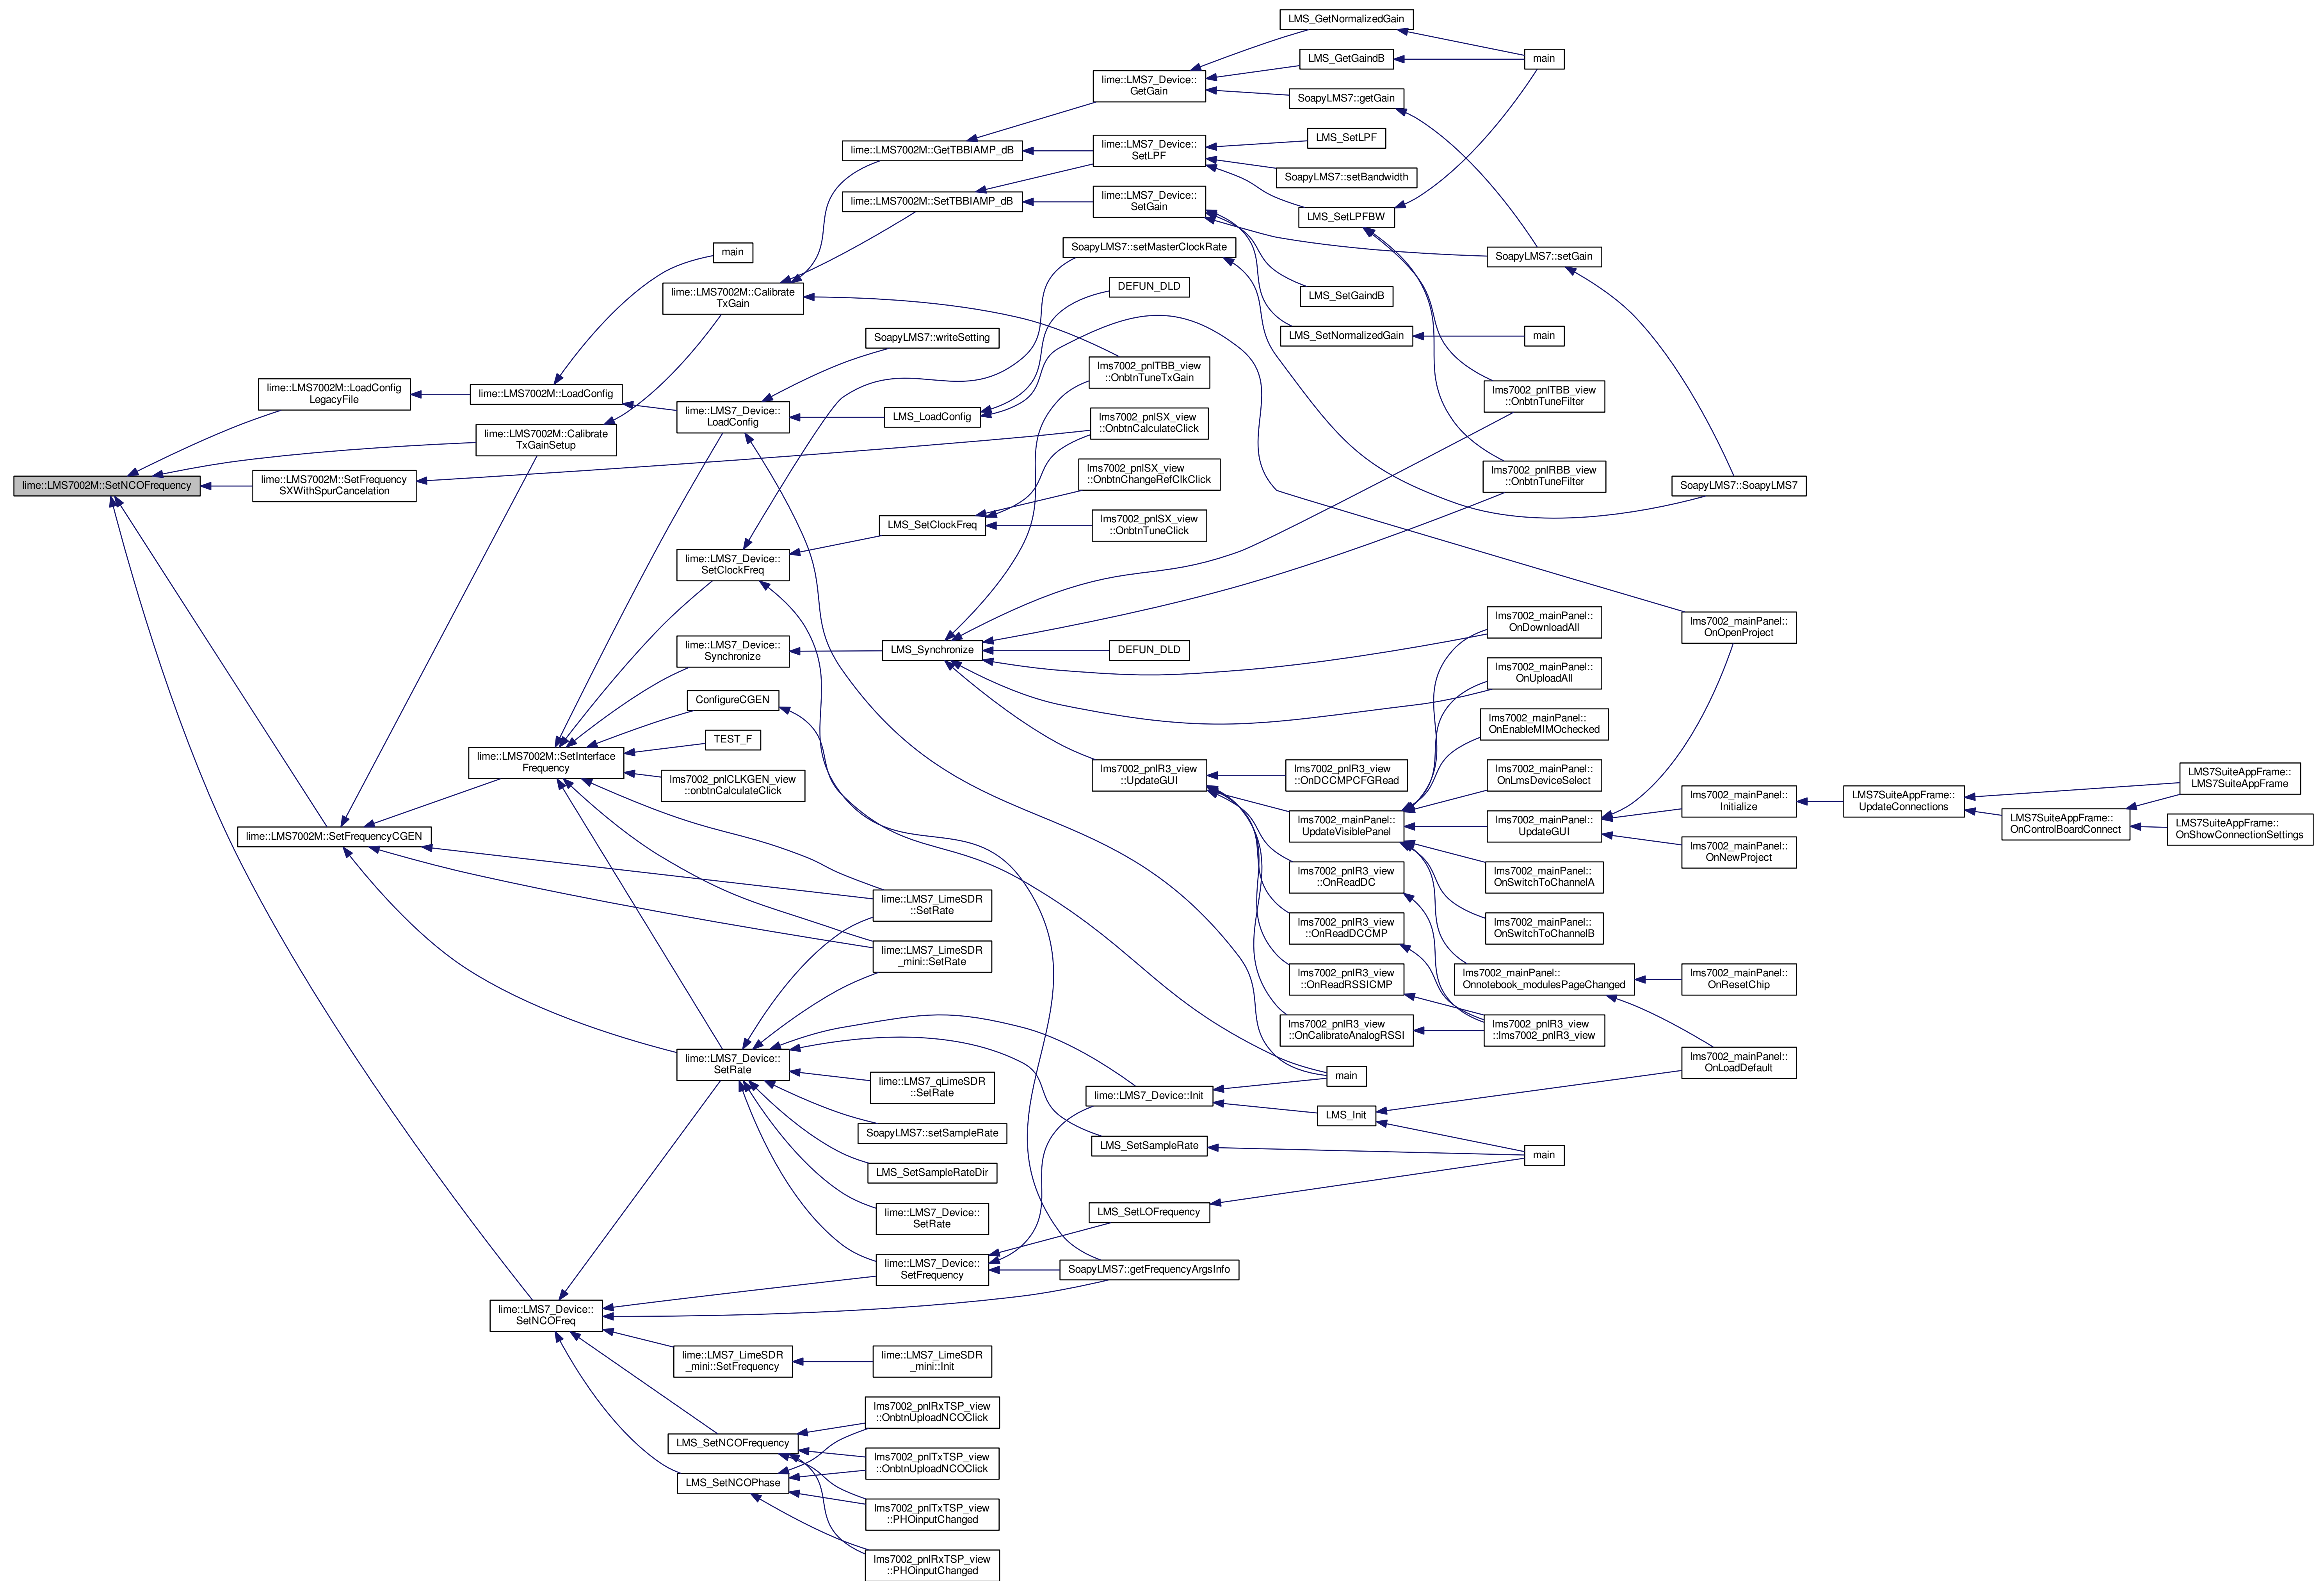 lime::LMS7002M::SetNCOFrequency
lime::LMS7002M::LoadConfig
LegacyFile
lime::LMS7002M::SetFrequency
SXWithSpurCancelation
lime::LMS7002M::SetFrequencyCGEN
lime::LMS7002M::LoadConfig
lime::LMS7002M::Calibrate
TxGainSetup
lime::LMS7002M::SetInterface
Frequency
lime::LMS7_Device::
SetNCOFreq
main
lime::LMS7002M::Calibrate
TxGain
lime::LMS7_Device::
LoadConfig
lime::LMS7_Device::
SetClockFreq
lime::LMS7_Device::
Synchronize
ConfigureCGEN
TEST_F
lms7002_pnlCLKGEN_view
::onbtnCalculateClick
lime::LMS7_Device::
SetRate
lime::LMS7_LimeSDR
_mini::SetFrequency
LMS_SetNCOFrequency
LMS_SetNCOPhase
lime::LMS7002M::GetTBBIAMP_dB
lime::LMS7002M::SetTBBIAMP_dB
SoapyLMS7::writeSetting
LMS_LoadConfig
LMS_SetClockFreq
LMS_Synchronize
lime::LMS7_LimeSDR
::SetRate
lime::LMS7_LimeSDR
_mini::SetRate
lime::LMS7_qLimeSDR
::SetRate
SoapyLMS7::setSampleRate
LMS_SetSampleRateDir
lime::LMS7_Device::
SetRate
lime::LMS7_Device::
SetFrequency
lime::LMS7_LimeSDR
_mini::Init
lms7002_pnlRxTSP_view
::OnbtnUploadNCOClick
lms7002_pnlTxTSP_view
::OnbtnUploadNCOClick
lms7002_pnlTxTSP_view
::PHOinputChanged
lms7002_pnlRxTSP_view
::PHOinputChanged
lime::LMS7_Device::
GetGain
lime::LMS7_Device::
SetLPF
lime::LMS7_Device::
SetGain
SoapyLMS7::setMasterClockRate
DEFUN_DLD
lms7002_pnlTBB_view
::OnbtnTuneTxGain
lms7002_pnlSX_view
::OnbtnCalculateClick
lms7002_pnlSX_view
::OnbtnChangeRefClkClick
lms7002_pnlSX_view
::OnbtnTuneClick
DEFUN_DLD
lms7002_pnlR3_view
::UpdateGUI
lime::LMS7_Device::Init
LMS_SetSampleRate
LMS_SetLOFrequency
SoapyLMS7::getFrequencyArgsInfo
LMS_GetNormalizedGain
LMS_GetGaindB
SoapyLMS7::getGain
LMS_SetLPF
SoapyLMS7::setBandwidth
LMS_SetLPFBW
LMS_SetGaindB
LMS_SetNormalizedGain
lms7002_pnlR3_view
::OnDCCMPCFGRead
lms7002_mainPanel::
UpdateVisiblePanel
lms7002_pnlR3_view
::OnReadDC
lms7002_pnlR3_view
::OnReadDCCMP
lms7002_pnlR3_view
::OnReadRSSICMP
lms7002_pnlR3_view
::OnCalibrateAnalogRSSI
main
LMS_Init
main
SoapyLMS7::setGain
main
lms7002_pnlTBB_view
::OnbtnTuneFilter
lms7002_pnlRBB_view
::OnbtnTuneFilter
lms7002_mainPanel::
OnDownloadAll
lms7002_mainPanel::
OnUploadAll
lms7002_mainPanel::
OnEnableMIMOchecked
lms7002_mainPanel::
OnLmsDeviceSelect
lms7002_mainPanel::
UpdateGUI
lms7002_mainPanel::
OnSwitchToChannelA
lms7002_mainPanel::
OnSwitchToChannelB
lms7002_mainPanel::
Onnotebook_modulesPageChanged
lms7002_pnlR3_view
::lms7002_pnlR3_view
main
SoapyLMS7::SoapyLMS7
lms7002_mainPanel::
OnOpenProject
lms7002_mainPanel::
Initialize
lms7002_mainPanel::
OnNewProject
lms7002_mainPanel::
OnResetChip
lms7002_mainPanel::
OnLoadDefault
LMS7SuiteAppFrame::
UpdateConnections
LMS7SuiteAppFrame::
OnControlBoardConnect
LMS7SuiteAppFrame::
LMS7SuiteAppFrame
LMS7SuiteAppFrame::
OnShowConnectionSettings